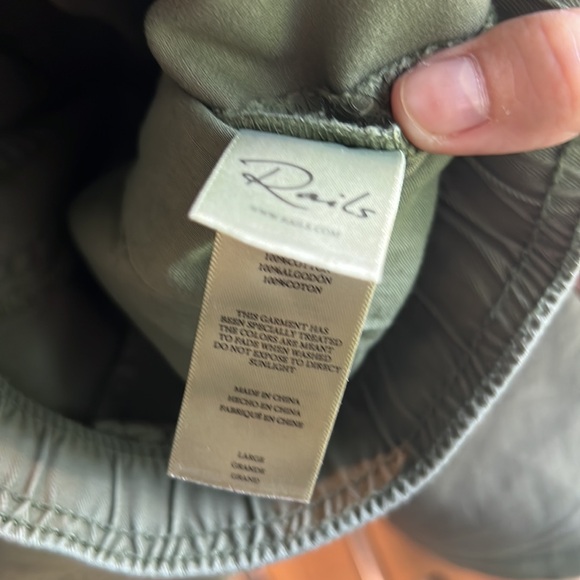 Rails
WWW.RAILS.COM
100%COTTON
100%ALGODÓN
100%COTON
THIS GARMENT HAS
BEEN SPECIALLY TREATED
THE COLORS ARE MEANT
TO FADE WHEN WASHED
DO NOT EXPOSE TO DIRECT
SUNLIGHT
MADE IN CHINA
HECHO EN CHINA
FABRIQUÉ EN CHINE
LARGE
GRANDE
GRAND